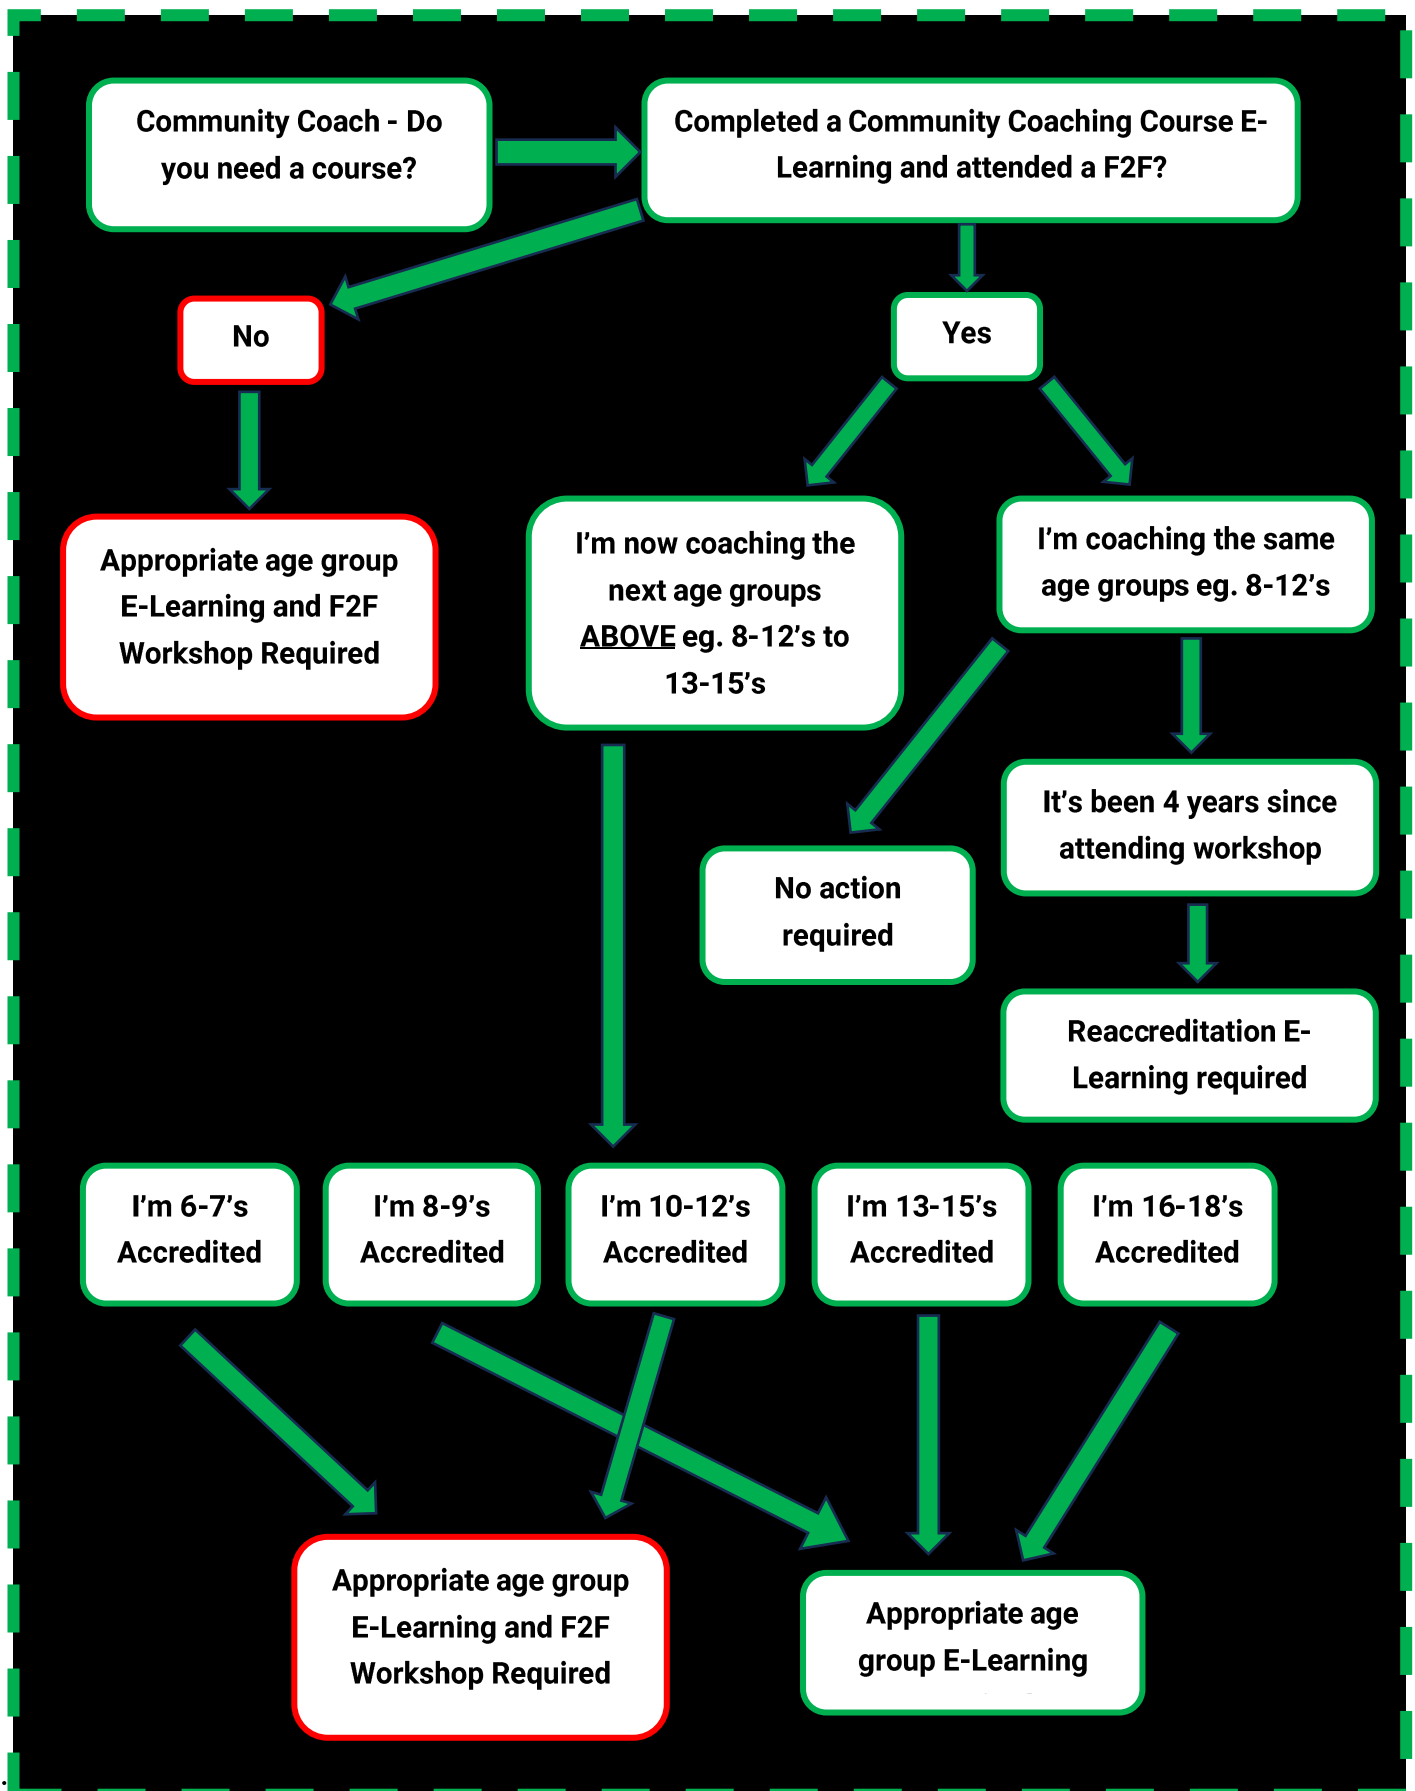 Community Coach - Do
you need a course?
Completed a Community Coaching Course E-
Learning and attended a F2F?
No
Yes
Appropriate age group
E-Learning and F2F
Workshop Required
I'm now coaching the
next age groups
ABOVE eg. 8-12's to
13-15's
I'm coaching the same
age groups eg. 8-12's
It's been 4 years since
attending workshop
No action
required
Reaccreditation E-
Learning required
I'm 6-7's
Accredited
I'm 8-9's
Accredited
I'm 10-12's
Accredited
I'm 13-15's
Accredited
I'm 16-18's
Accredited
Appropriate age group
E-Learning and F2F
Workshop Required
Appropriate age
group E-Learning